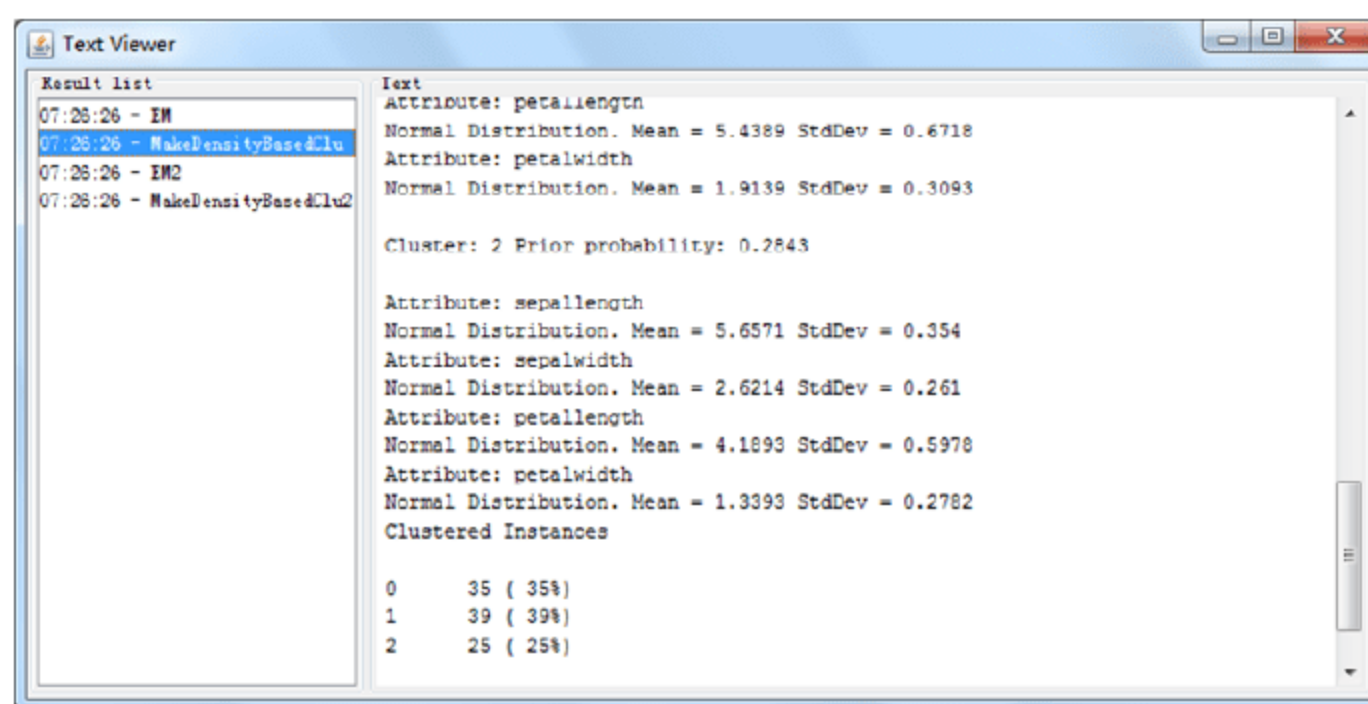 Text Viewer
Result list
07:26:26 - EM
07:26:26 - MakeDensityBasedClu
07:26:26 - EM2
07:26:26 - MakeDensityBasedClu2
Text
Attribute: petallength
Normal Distribution. Mean = 5.4389 StdDev = 0.6718
Attribute: petalwidth
Normal Distribution. Mean = 1.9139 StdDev = 0.3093
Cluster: 2 Prior probability: 0.2843
Attribute: sepallength
Normal Distribution. Mean = 5.6571 StdDev = 0.354
Attribute: sepalwidth
Normal Distribution. Mean = 2.6214 StdDev = 0.261
Attribute: petallength
Normal Distribution. Mean = 4.1893 StdDev = 0.5978
Attribute: petalwidth
Normal Distribution. Mean = 1.3393 StdDev = 0.2782
Clustered Instances
0 35 ( 35%)
1 39 ( 39%)
2 25 ( 25%)